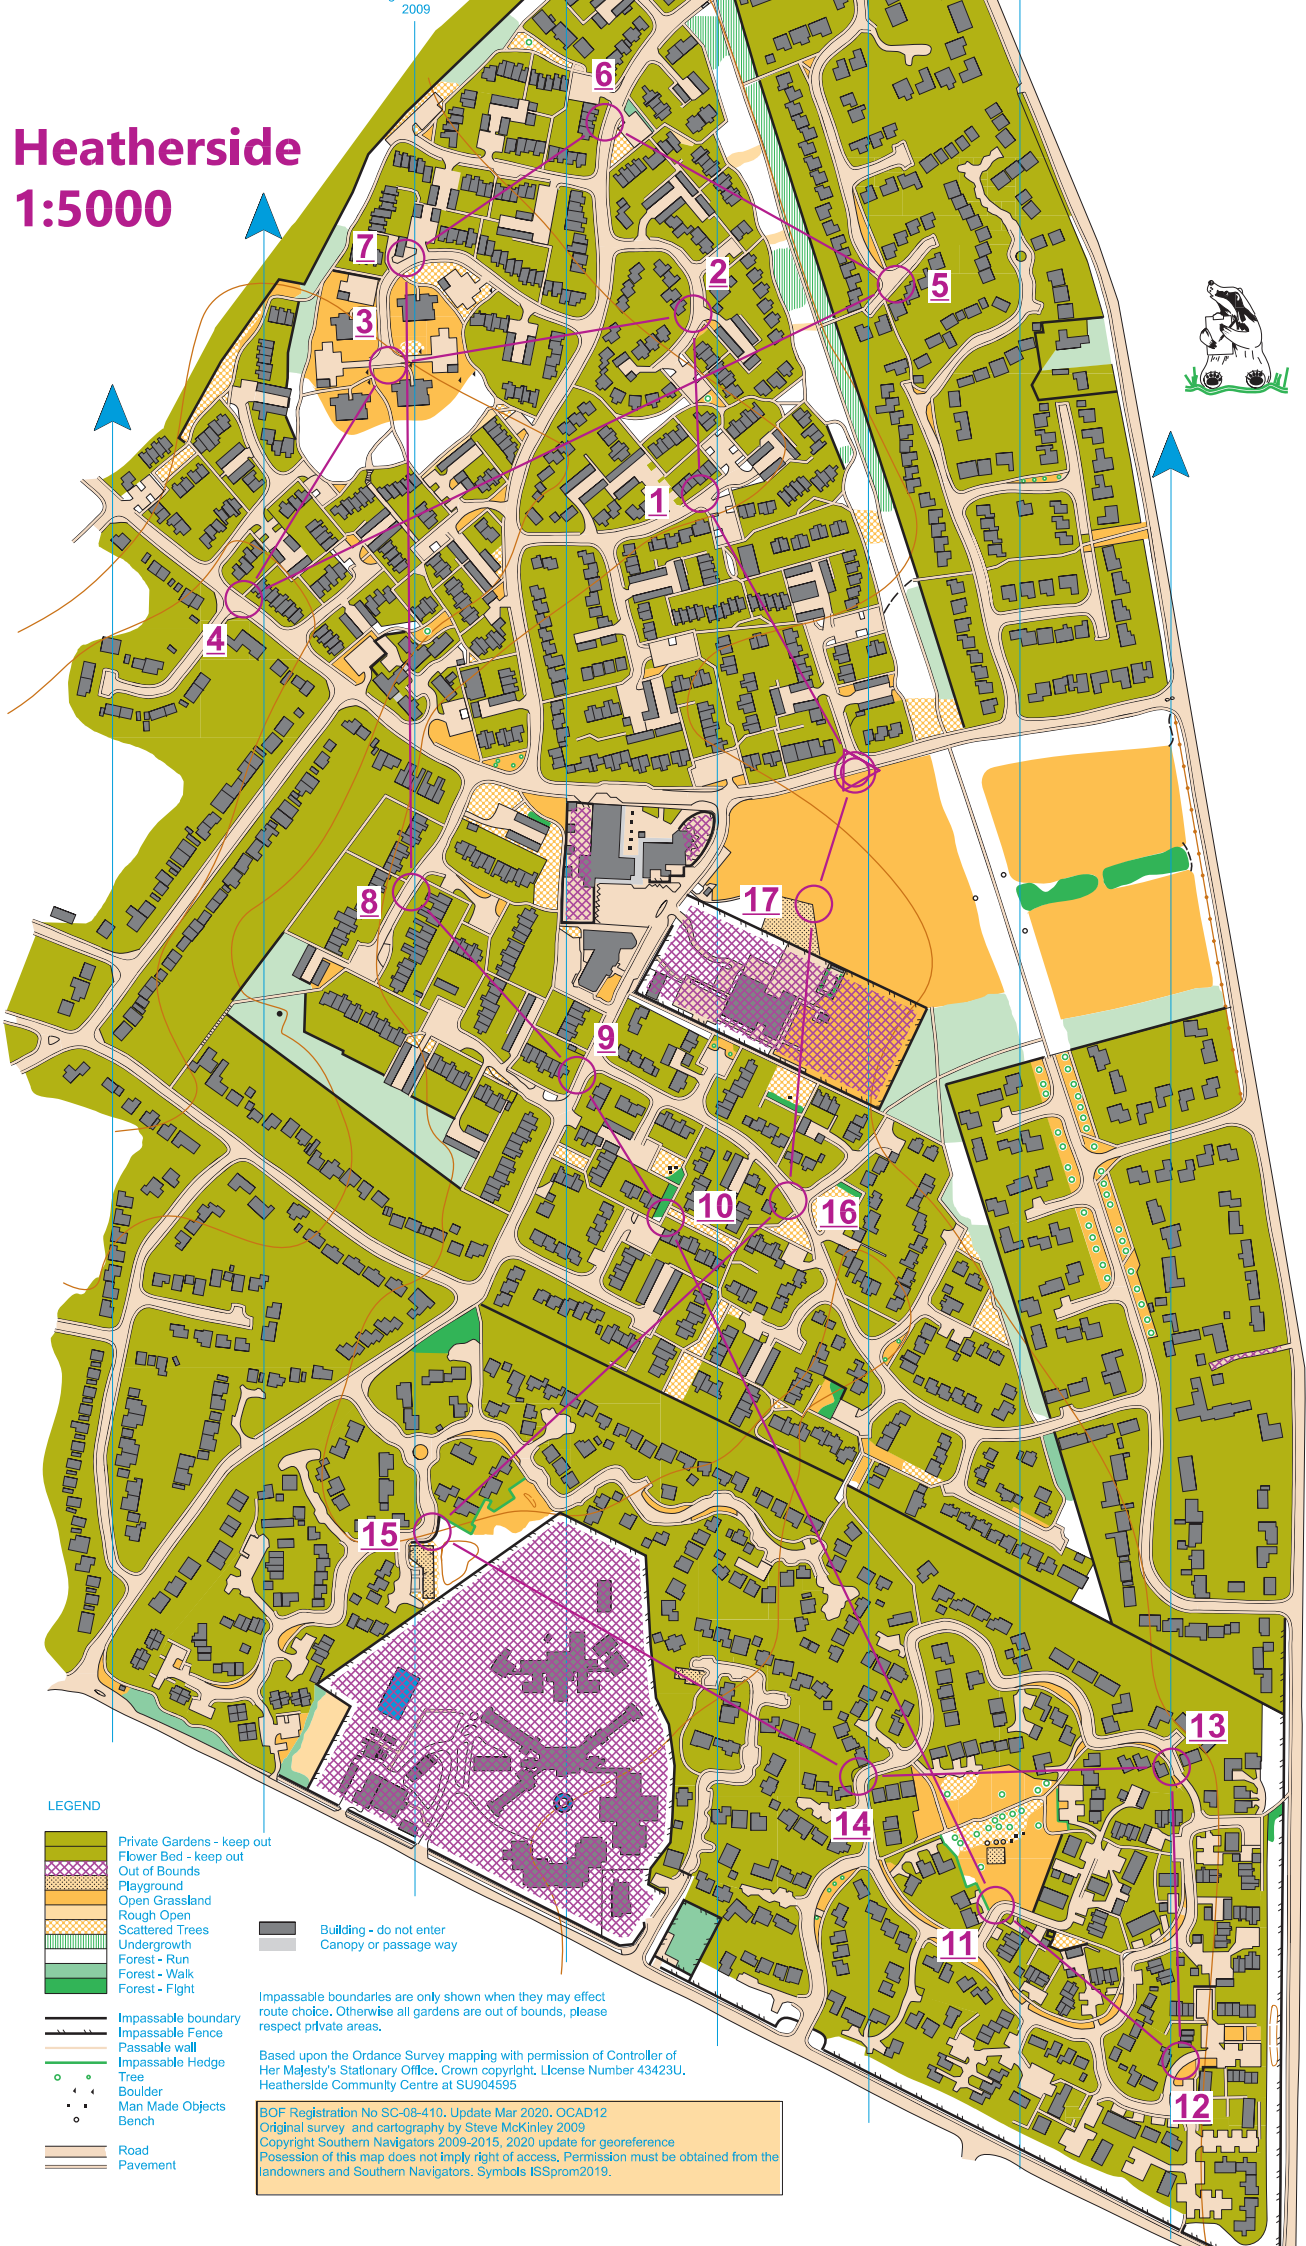 2009
Heatherside
1:5000
6
7
2
5
3
1
4
8
17
9
10
16
15
13
14
11
12
LEGEND
Private Gardens - keep out
Flower Bed - keep out
Out of Bounds
Playground
Open Grassland
Rough Open
Scattered Trees
Undergrowth
Forest - Run
Forest - Walk
Forest - Fight
Impassable boundary
Impassable Fence
Passable wall
Impassable Hedge
Tree
Boulder
Man Made Objects
Bench
Road
Pavement
Building - do not enter
Canopy or passage way
Impassable boundaries are only shown when they may effect
route choice. Otherwise all gardens are out of bounds, please
respect private areas.
Based upon the Ordance Survey mapping with permission of Controller of
Her Majesty's Stationary Office. Crown copyright. License Number 43423U.
Heatherside Community Centre at SU904595
BOF Registration No SC-08-410. Update Mar 2020. OCAD12
Original survey and cartography by Steve McKinley 2009
Copyright Southern Navigators 2009-2015, 2020 update for georeference
Posession of this map does not imply right of access. Permission must be obtained from the
landowners and Southern Navigators. Symbols ISSprom2019.